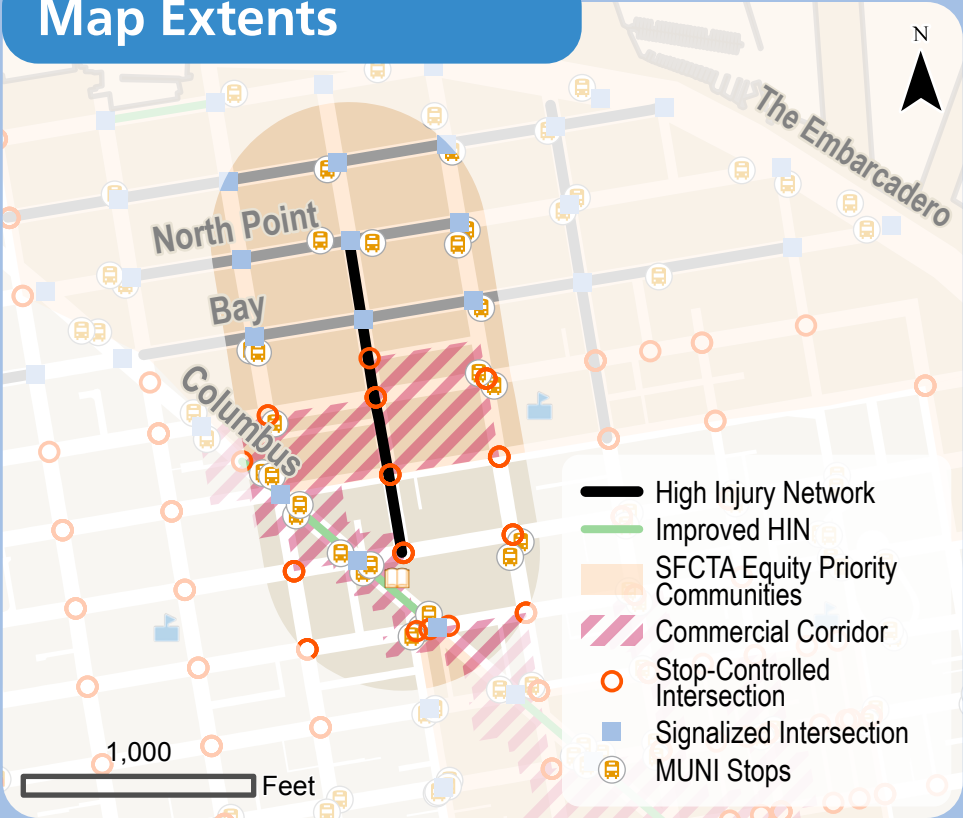 Map Extents
N
The Embarcadero
North Point
Bay
Columbus
High Injury Network
Improved HIN
SFCTA Equity Priority
Communities
Commercial Corridor
Stop-Controlled
Intersection
Signalized Intersection
MUNI Stops
1,000
Feet